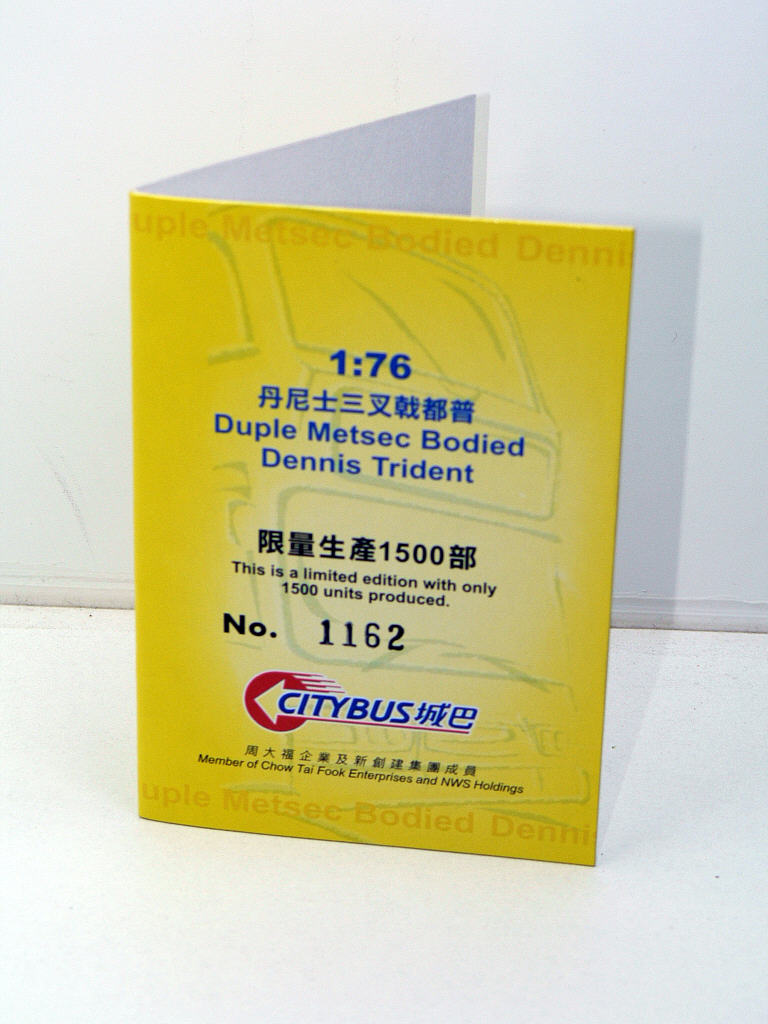 uple Metsec Bodied Dennis
1:76
丹尼士三叉戟都普
Duple Metsec Bodied
Dennis Trident
限量生產1500部
This is a limited edition with only
1500 units produced.
No. 1162
CITYBUS城巴
周大福企業及新創建集團成員
Member of Chow Tai Fook Enterprises and NWS Holdings
uple Metsec Bodied Dennis